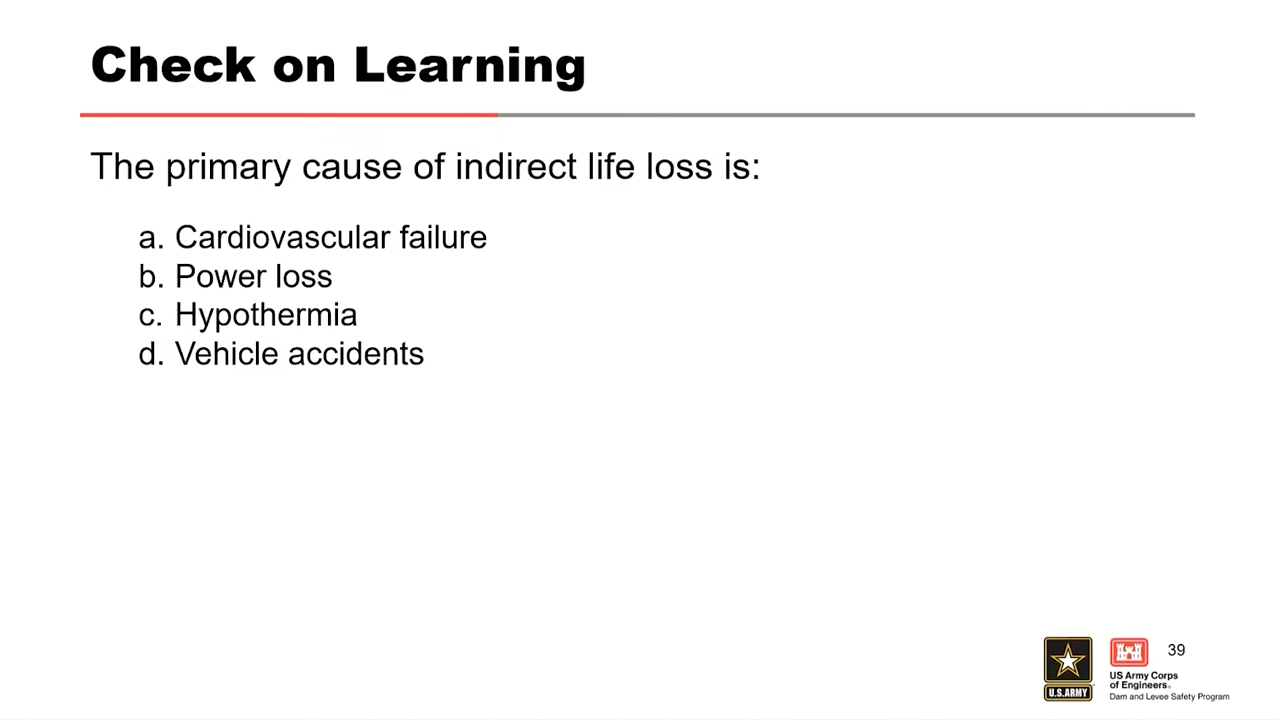 Check on Learning
The primary cause of indirect life loss is:
a. Cardiovascular failure
b. Power loss
c. Hypothermia
d. Vehicle accidents
39
U.S.ARMY
US Army Corps
of Engineers®
Dam and Levee Safety Program